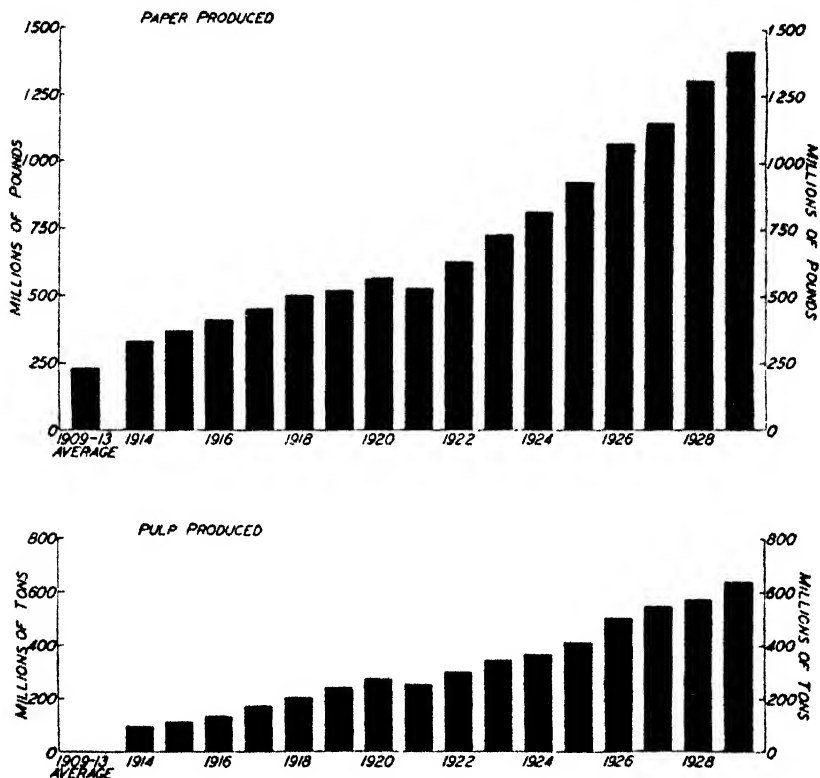 PAPER PRODUCED
1500
1250
1000
750
500
250
0
MILLIONS OF POUNDS
1500
1250
1000
750
500
250
0
MILLIONS OF POUNDS
1909-13 1914 1916 1918 1920 1922 1924 1926 1928
AVERAGE
PULP PRODUCED
800
600
400
200
0
MILLIONS OF TONS
800
600
400
200
0
MILLIONS OF TONS
1909-13 1914 1916 1918 1920 1922 1924 1926 1928
AVERAGE